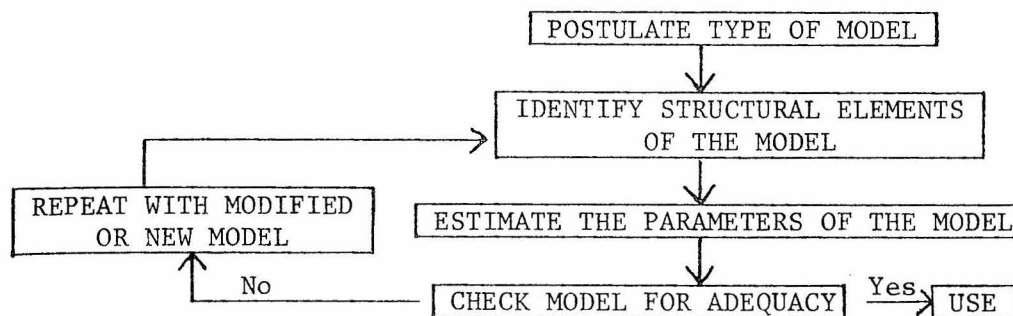 POSTULATE TYPE OF MODEL
IDENTIFY STRUCTURAL ELEMENTS
OF THE MODEL
REPEAT WITH MODIFIED
OR NEW MODEL
ESTIMATE THE PARAMETERS OF THE MODEL
No
CHECK MODEL FOR ADEQUACY
Yes
USE